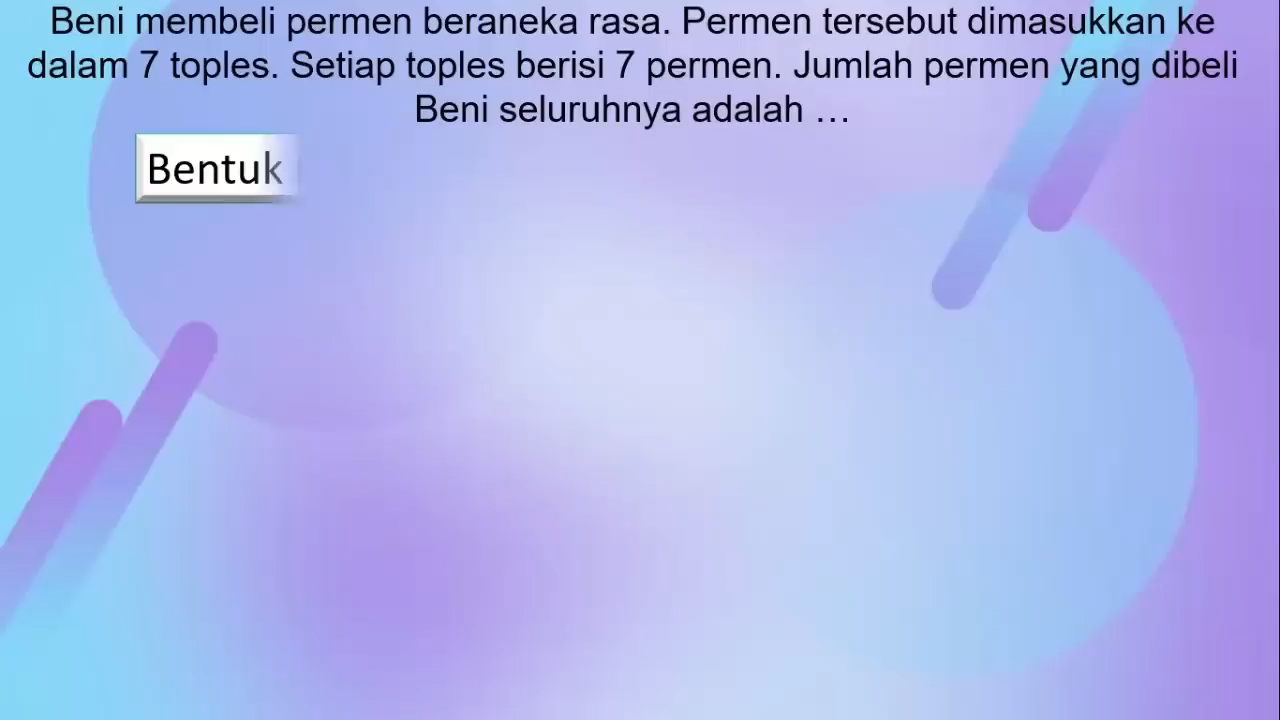 Beni membeli permen beraneka rasa. Permen tersebut dimasukkan ke
dalam 7 toples. Setiap toples berisi 7 permen. Jumlah permen yang dibeli
Beni seluruhnya adalah …
Bentuk